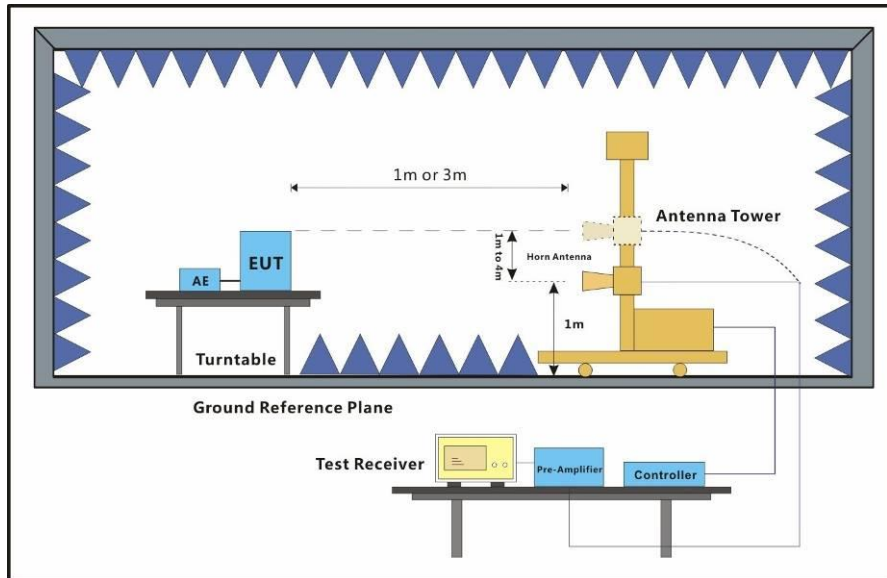 1m or 3m
Antenna Tower
1m to 4m
Horn Antenna
EUT
AE
1m
Turntable
Ground Reference Plane
Test Receiver
Pre-Amplifier
Controller